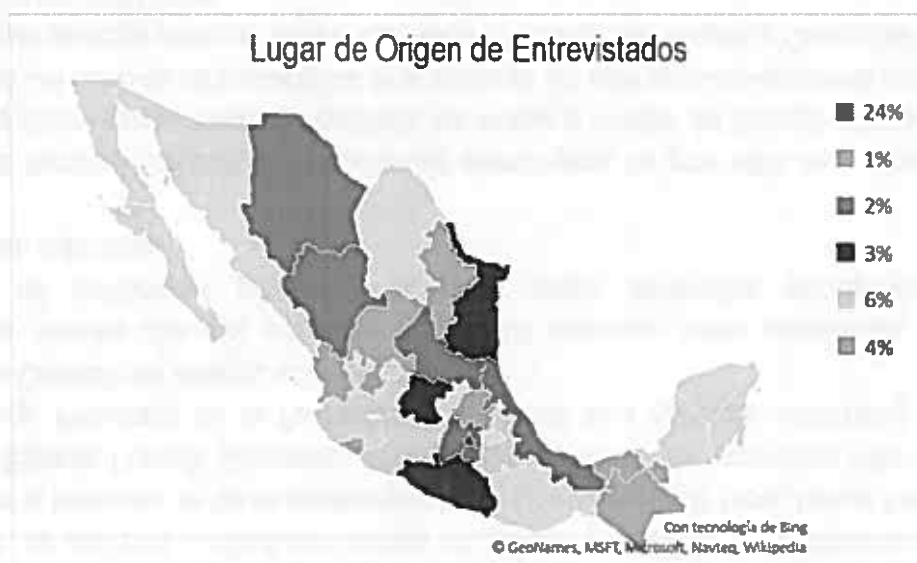 Lugar de Origen de Entrevistados
24%
1%
2%
3%
6%
4%
Con tecnología de Bing
© GeoNames, MSFT, Microsoft, Navteq, Wikipedia